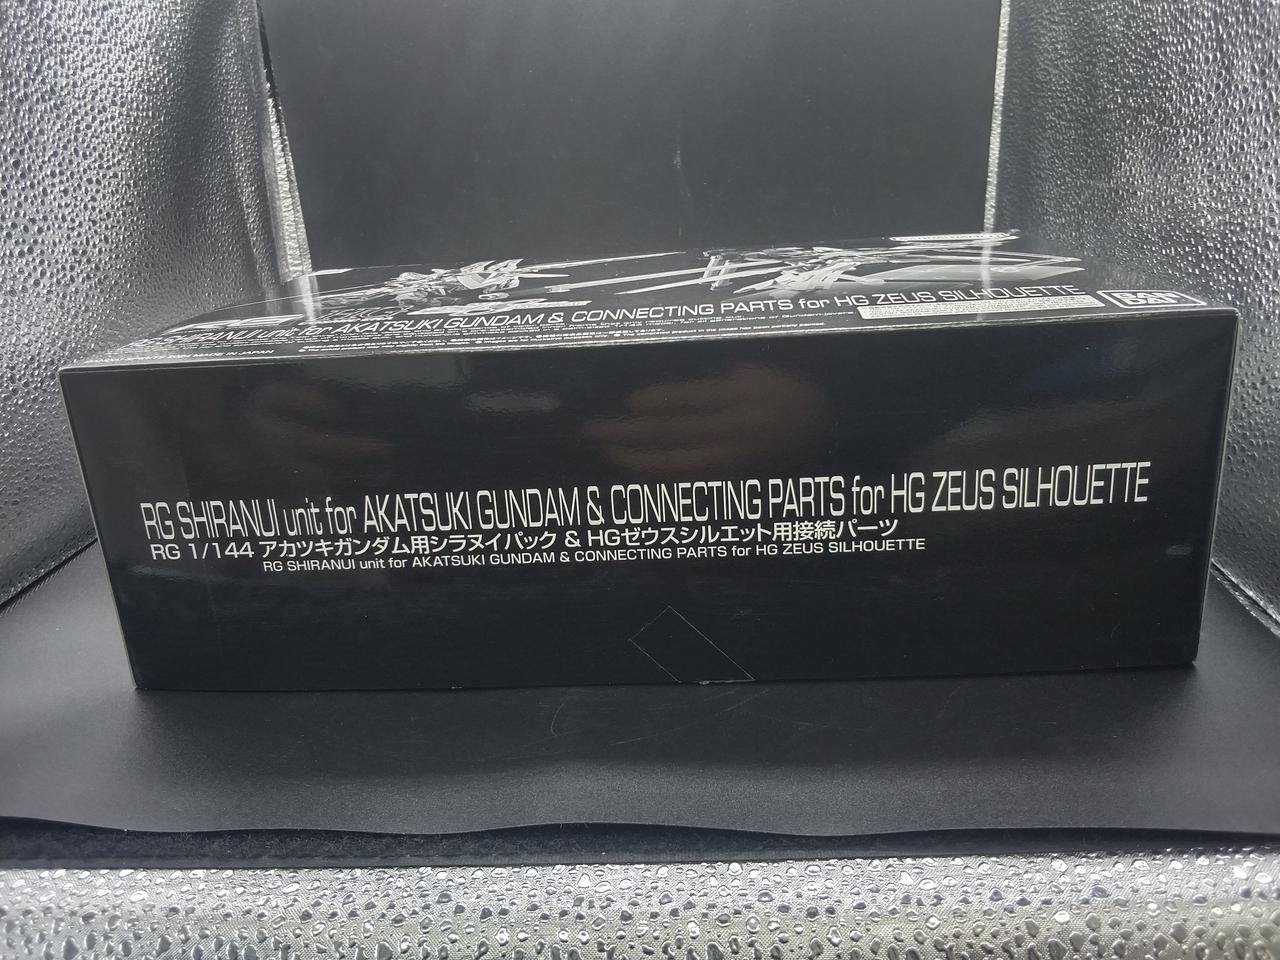 SHIRANUI unit for AKATSUKI GUNDAM & CONNECTING PARTS for HG ZEUS SILHOUETTE
MADE IN JAPAN
RG SHIRANUI unit for AKATSUKI GUNDAM & CONNECTING PARTS for HG ZEUS SILHOUETTE
RG 1/144 アカツキガンダム用シラヌイパック & HGゼウスシルエット用接続パーツ
RG SHIRANUI unit for AKATSUKI GUNDAM & CONNECTING PARTS for HG ZEUS SILHOUETTE